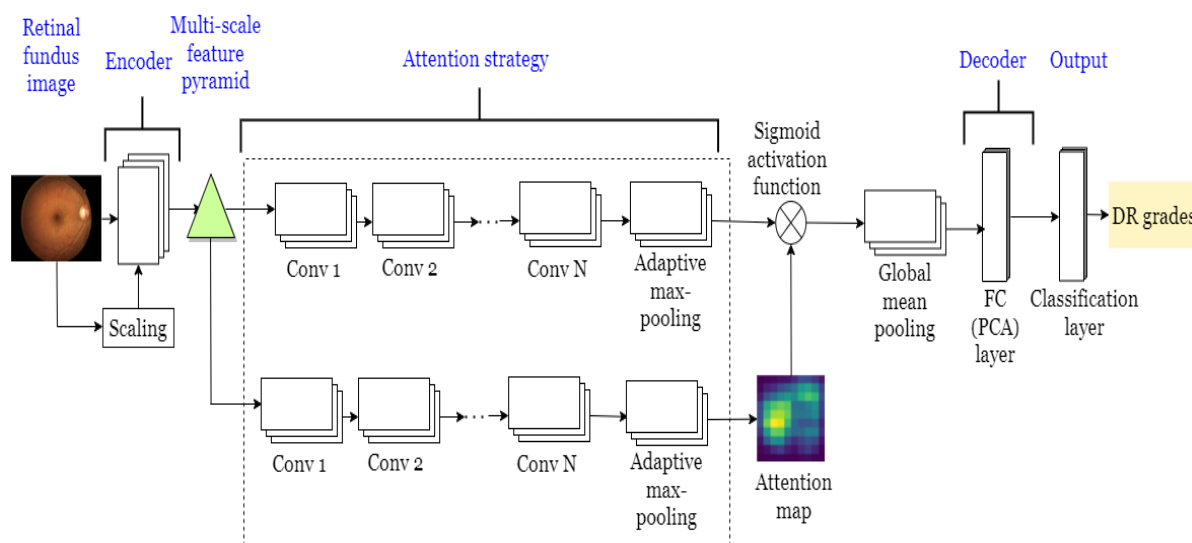 Retinal
fundus
image
Encoder
Multi-scale
feature
pyramid
Attention strategy
Decoder
Output
Sigmoid
activation
function
Conv 1
Conv 2
Conv N
Adaptive
max-
pooling
Global
mean
pooling
FC
(PCA)
layer
Classification
layer
DR grades
Scaling
Conv 1
Conv 2
Conv N
Adaptive
max-
pooling
Attention
map